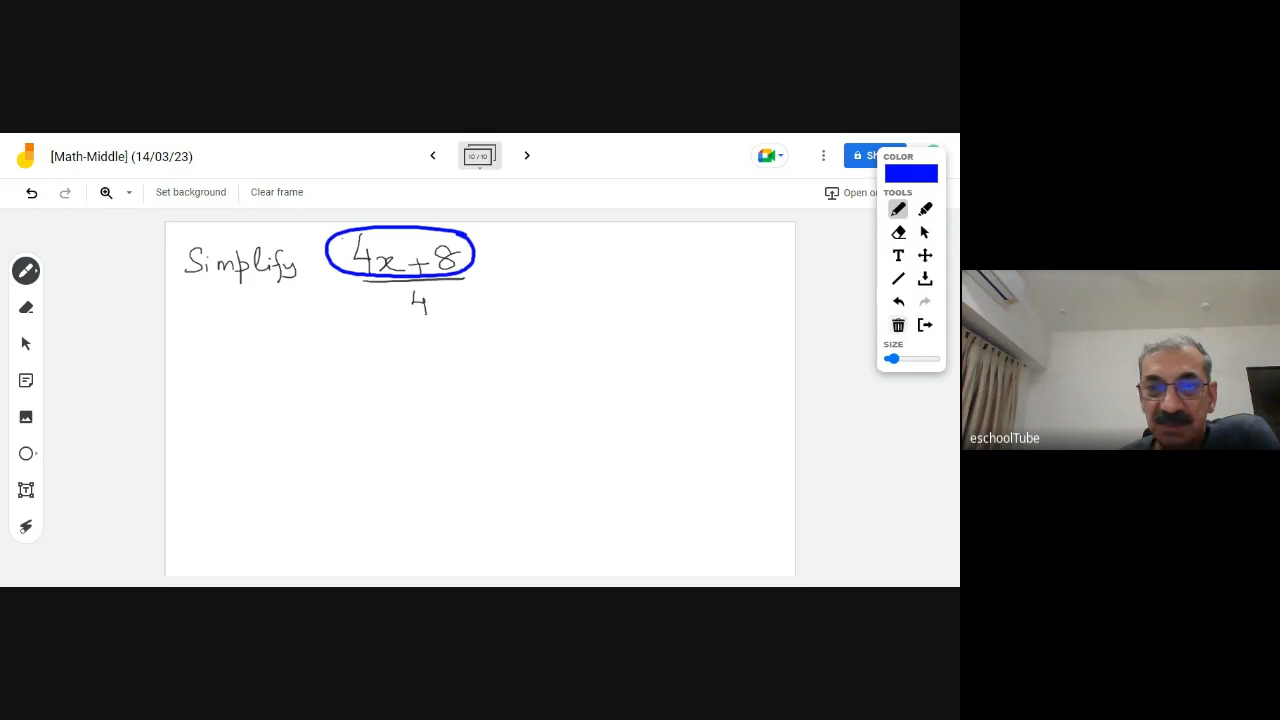 [Math-Middle] (14/03/23)
10 / 10
Set background
Clear frame
Simplify 4x+8
4
COLOR
TOOLS
T
SIZE
eschoolTube